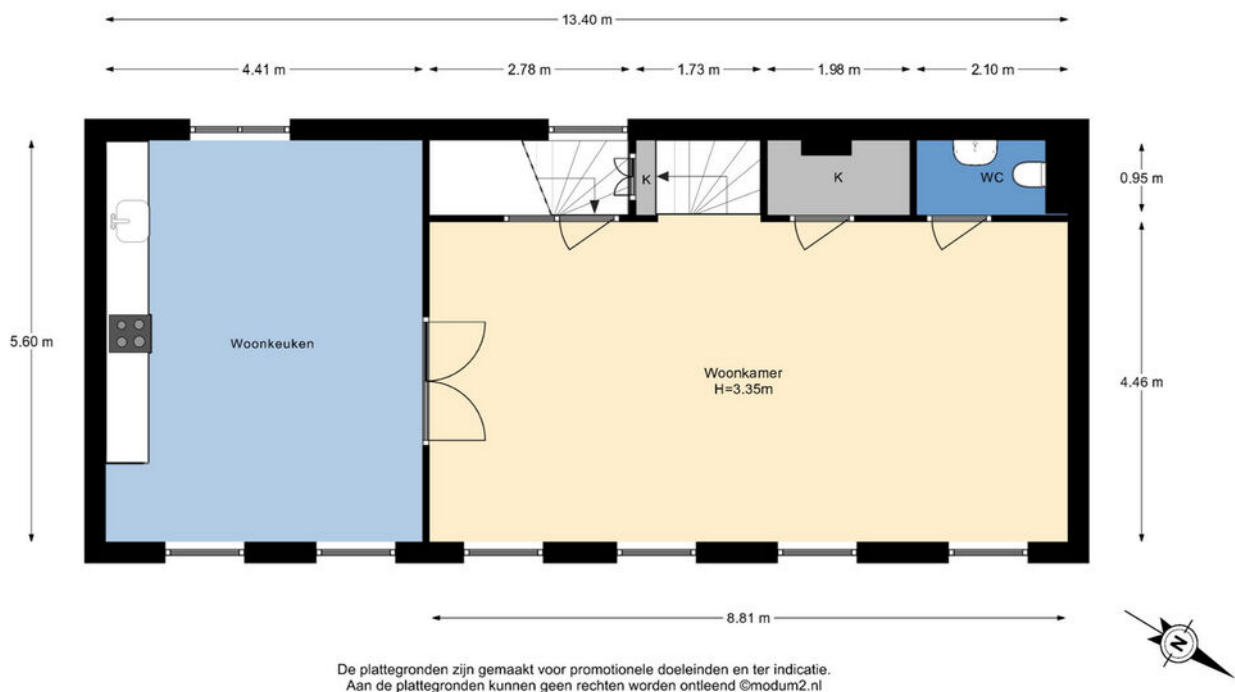 13.40 m
4.41 m
2.78 m
1.73 m
1.98 m
2.10 m
K
K
WC
0.95 m
5.60 m
Woonkeuken
Woonkamer
H=3.35m
4.46 m
8.81 m
N
De plattegronden zijn gemaakt voor promotionele doeleinden en ter indicatie.
Aan de plattegronden kunnen geen rechten worden ontleend ©modum2.nl